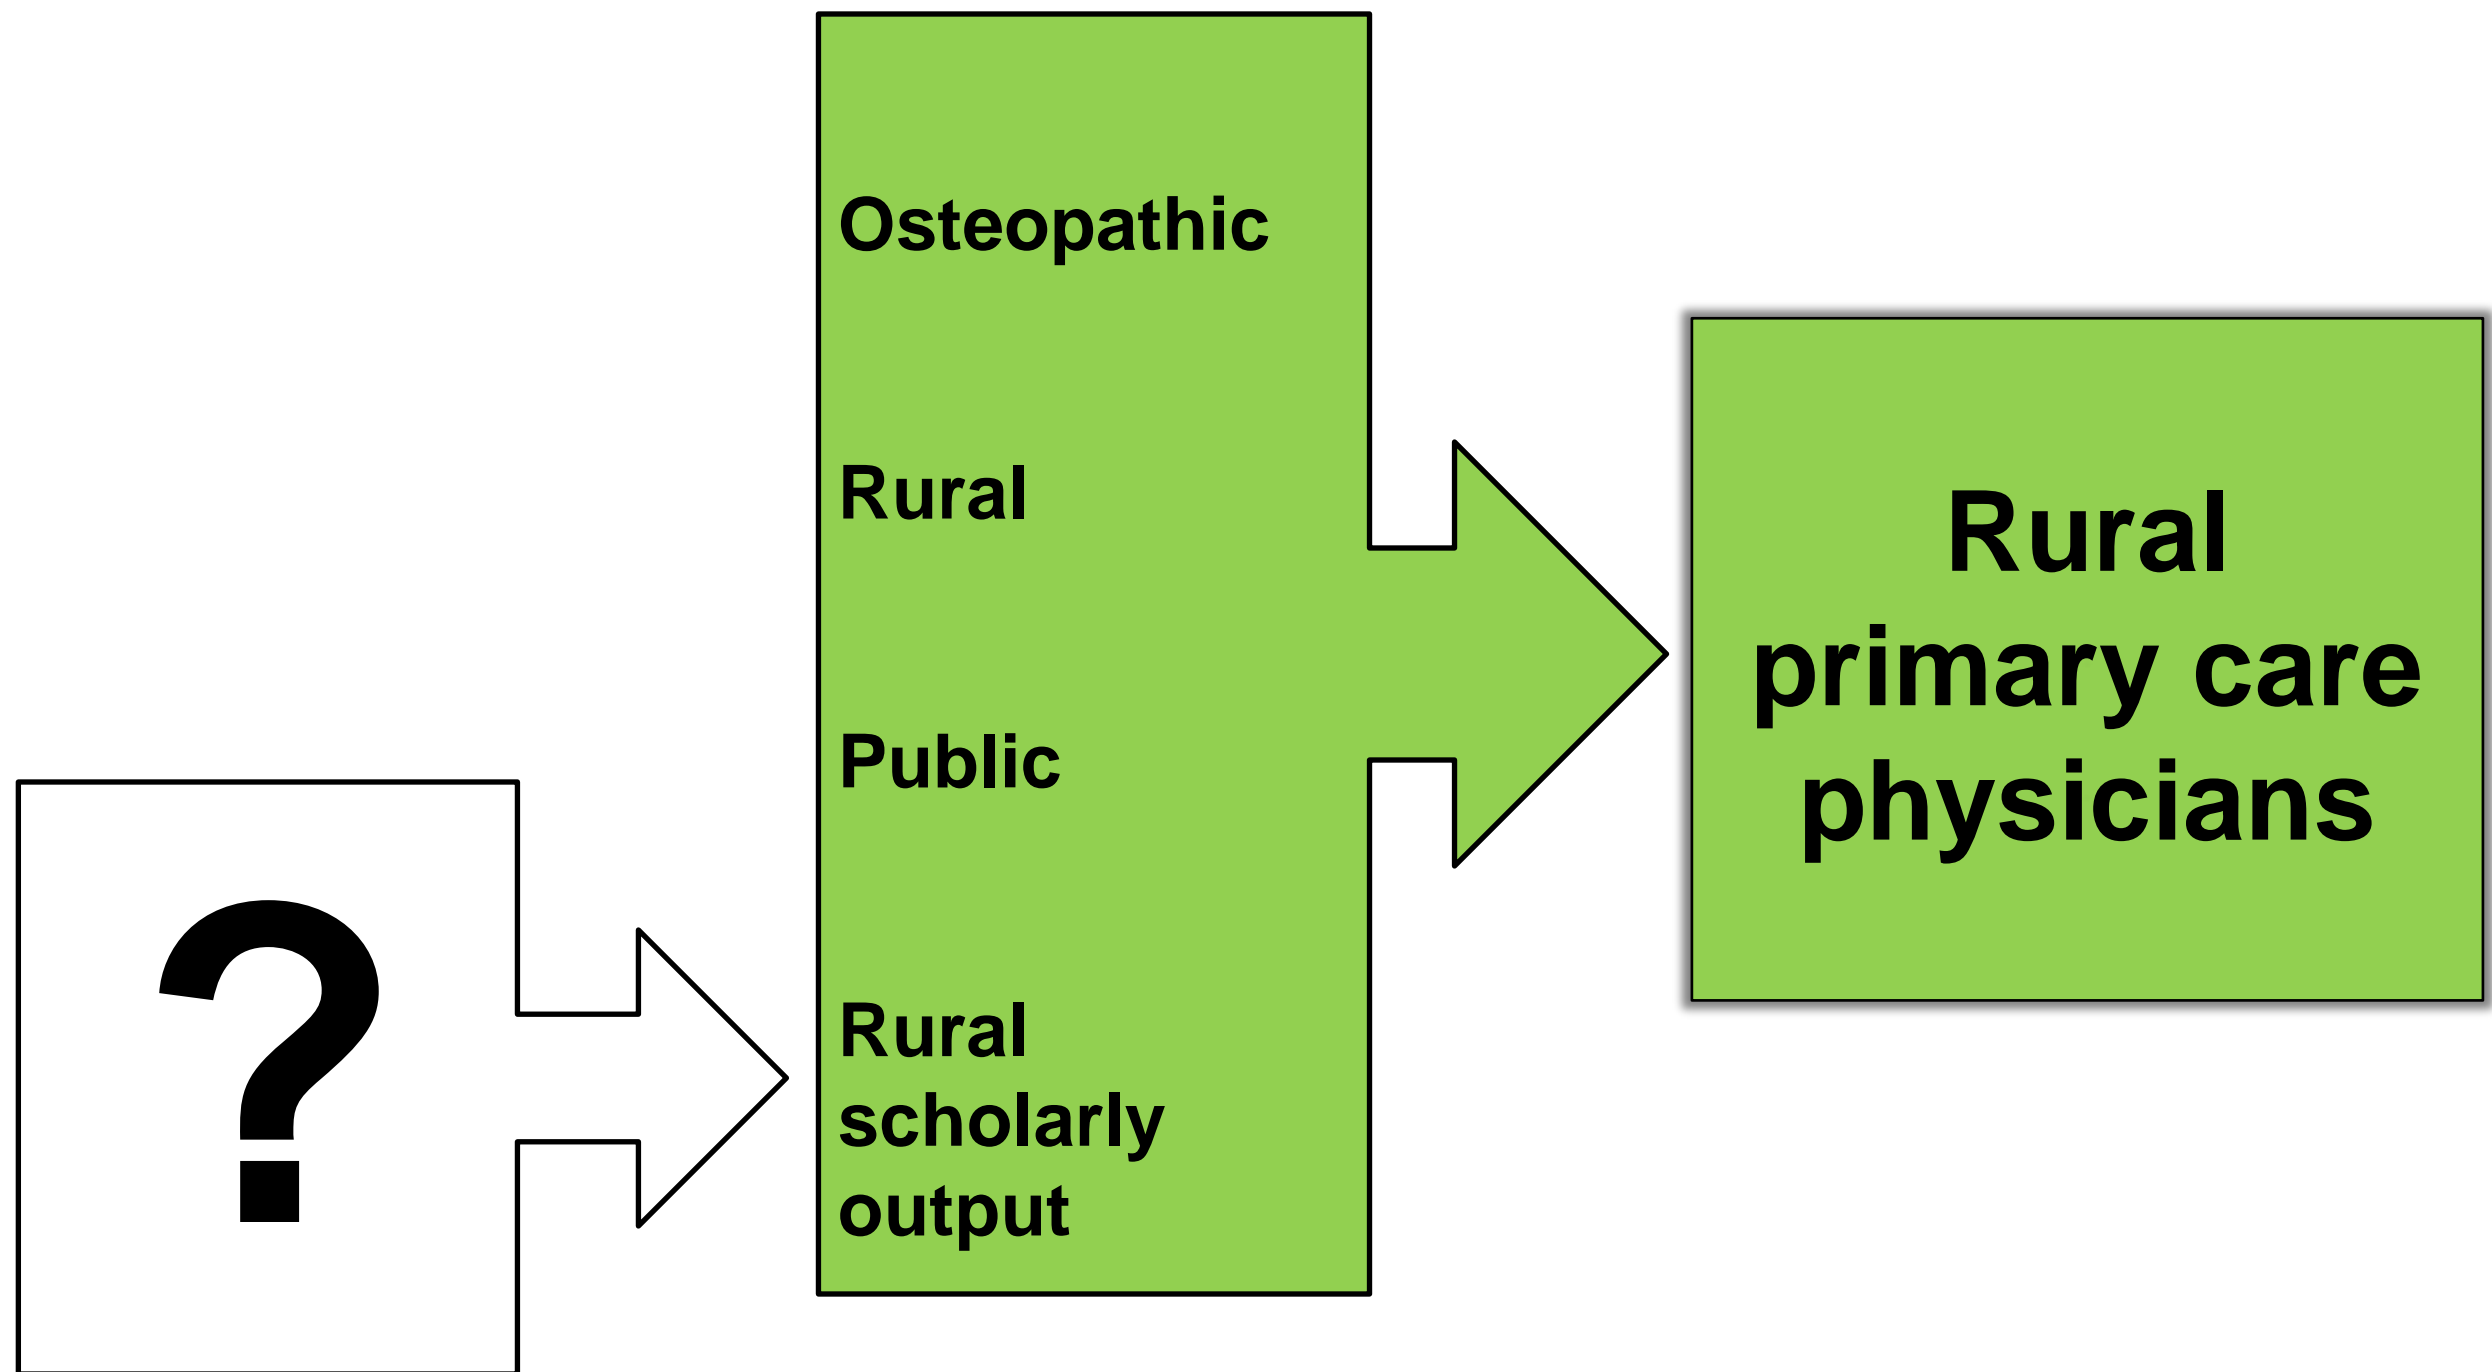 ?
Osteopathic
Rural
Public
Rural
scholarly
output
Rural
primary care
physicians